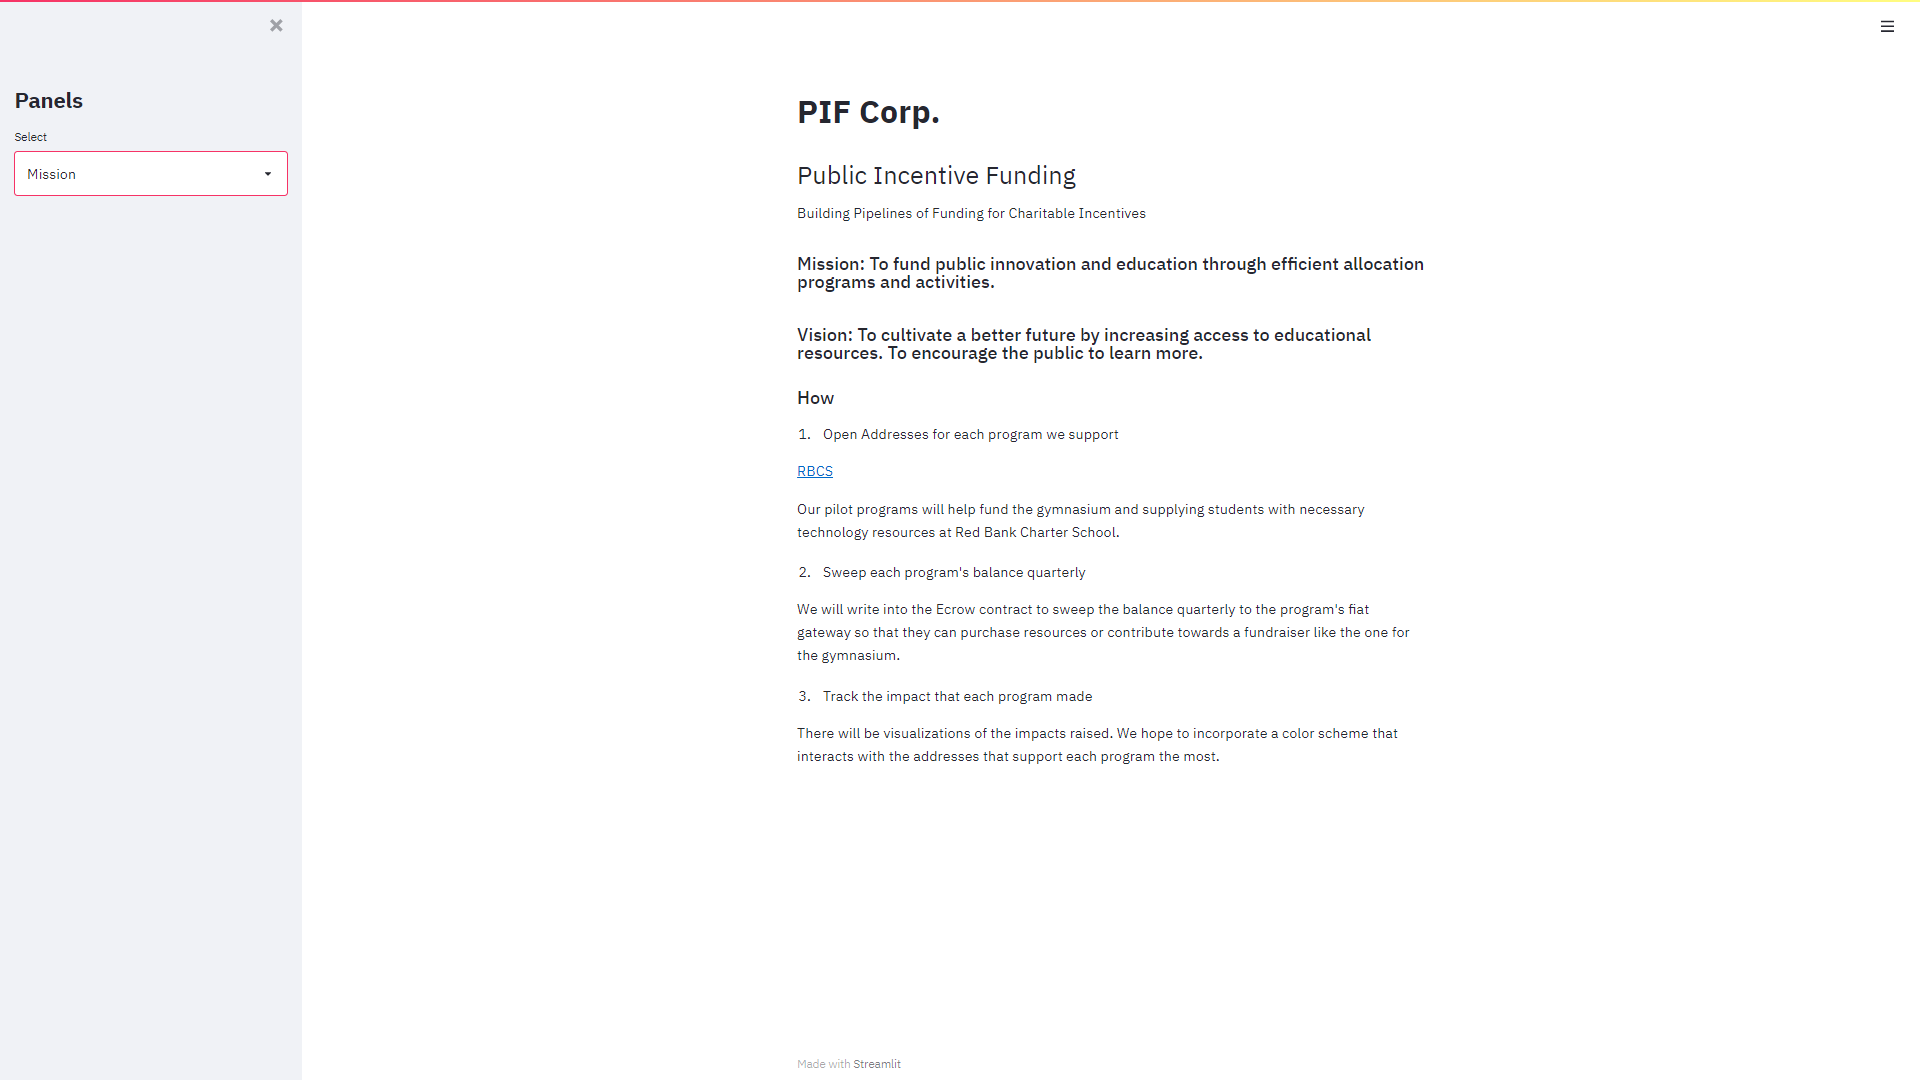 Panels
Select
Mission
PIF Corp.
Public Incentive Funding
Building Pipelines of Funding for Charitable Incentives
Mission: To fund public innovation and education through efficient allocation
programs and activities.
Vision: To cultivate a better future by increasing access to educational
resources. To encourage the public to learn more.
How
1. Open Addresses for each program we support
RBCS
Our pilot programs will help fund the gymnasium and supplying students with necessary
technology resources at Red Bank Charter School.
2. Sweep each program's balance quarterly
We will write into the Ecrow contract to sweep the balance quarterly to the program's fiat
gateway so that they can purchase resources or contribute towards a fundraiser like the one for
the gymnasium.
3. Track the impact that each program made
There will be visualizations of the impacts raised. We hope to incorporate a color scheme that
interacts with the addresses that support each program the most.
Made with Streamlit